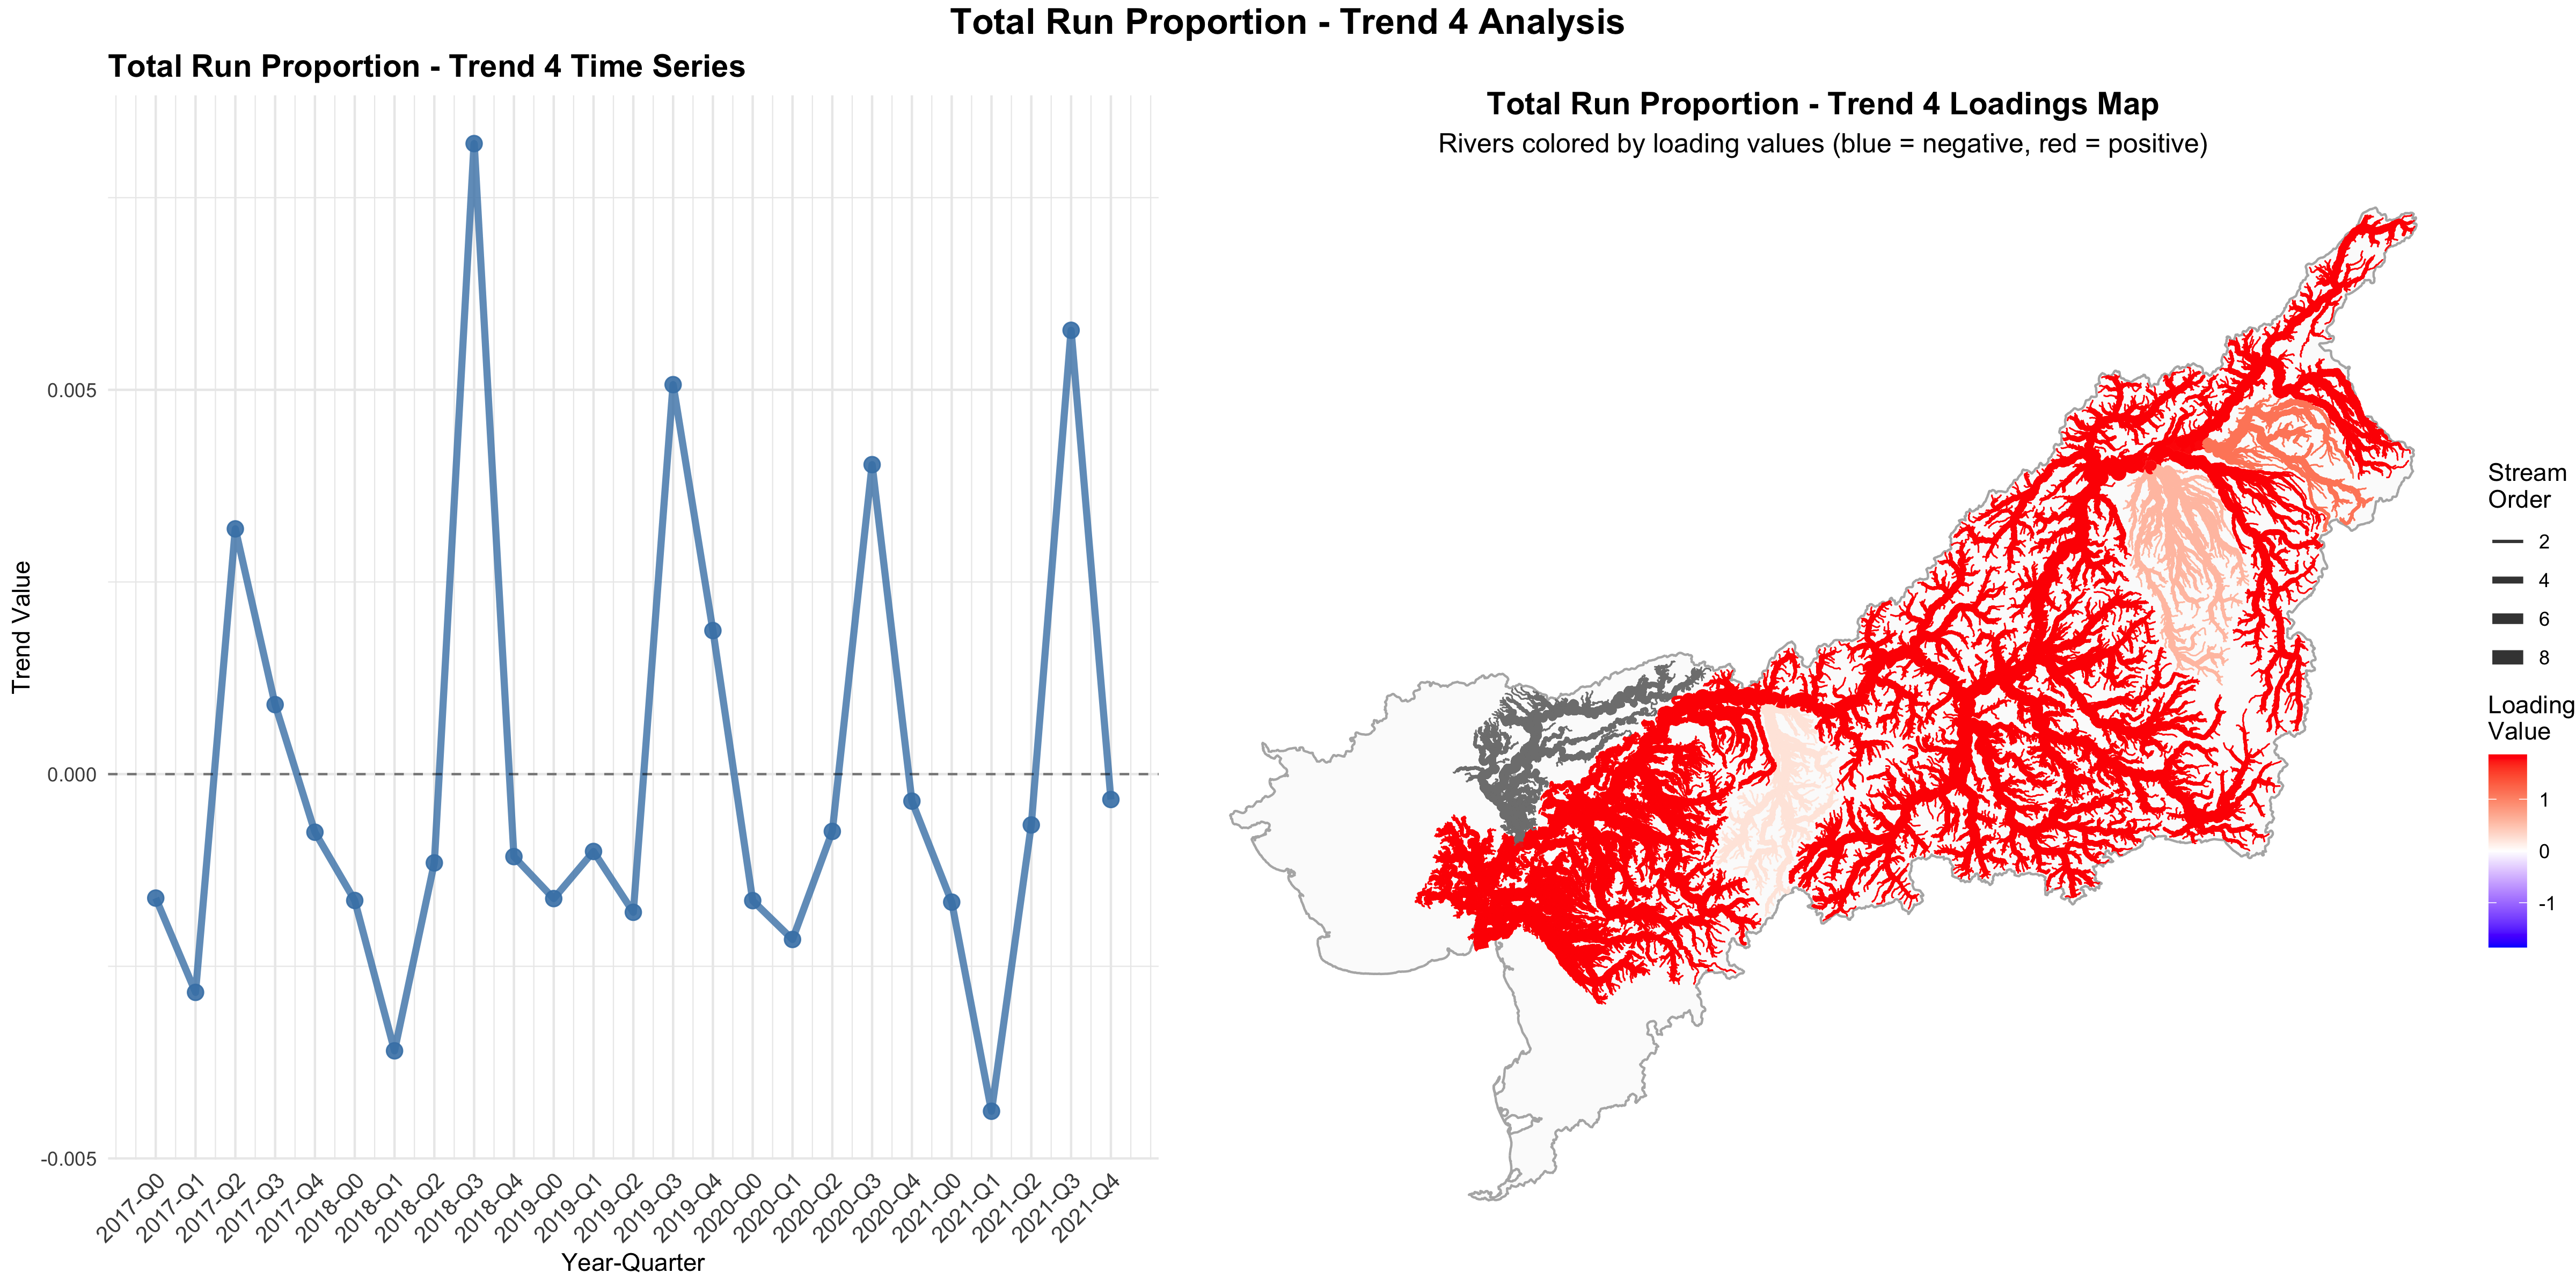 Total Run Proportion - Trend 4 Analysis
Total Run Proportion - Trend 4 Time Series
Trend Value
0.005
0.000
-0.005
2017-Q0
2017-Q1
2017-Q2
2017-Q3
2017-Q4
2018-Q0
2018-Q1
2018-Q2
2018-Q3
2018-Q4
2019-Q0
2019-Q1
2019-Q2
2019-Q3
2019-Q4
2020-Q0
2020-Q1
2020-Q2
2020-Q3
2020-Q4
2021-Q0
2021-Q1
2021-Q2
2021-Q3
2021-Q4
Year-Quarter
Total Run Proportion - Trend 4 Loadings Map
Rivers colored by loading values (blue = negative, red = positive)
Stream
Order
2
4
6
8
Loading
Value
1
0
-1